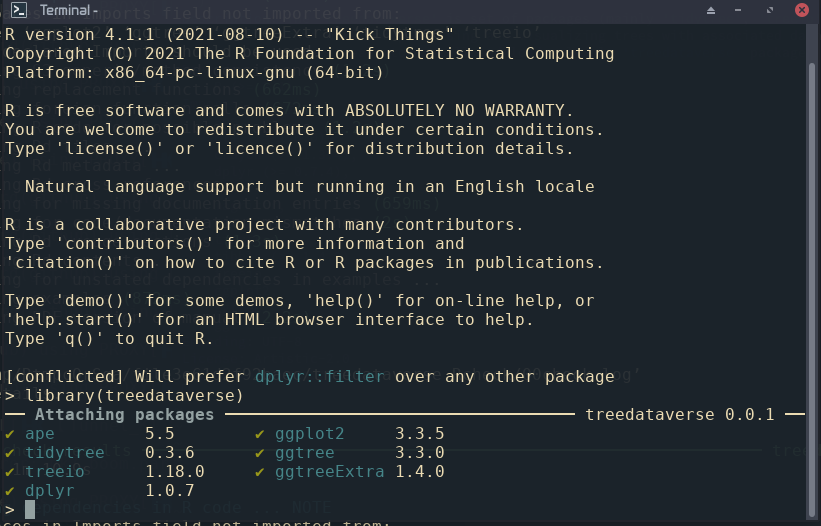 Terminal -
R version 4.1.1 (2021-08-10) -- "Kick Things"
Copyright (C) 2021 The R Foundation for Statistical Computing
Platform: x86_64-pc-linux-gnu (64-bit)
R is free software and comes with ABSOLUTELY NO WARRANTY.
You are welcome to redistribute it under certain conditions.
Type 'license()' or 'licence()' for distribution details.
Natural language support but running in an English locale
R is a collaborative project with many contributors.
Type 'contributors()' for more information and
'citation()' on how to cite R or R packages in publications.
Type 'demo()' for some demos, 'help()' for on-line help, or
'help.start()' for an HTML browser interface to help.
Type 'q()' to quit R.
[conflicted] Will prefer dplyr::filter over any other package
> library(treedataverse)
── Attaching packages ── treedataverse 0.0.1 ──
✔ ape 5.5 ✔ ggplot2 3.3.5
✔ tidytree 0.3.6 ✔ ggtree 3.3.0
✔ treeio 1.18.0 ✔ ggtreeExtra 1.4.0
✔ dplyr 1.0.7
>